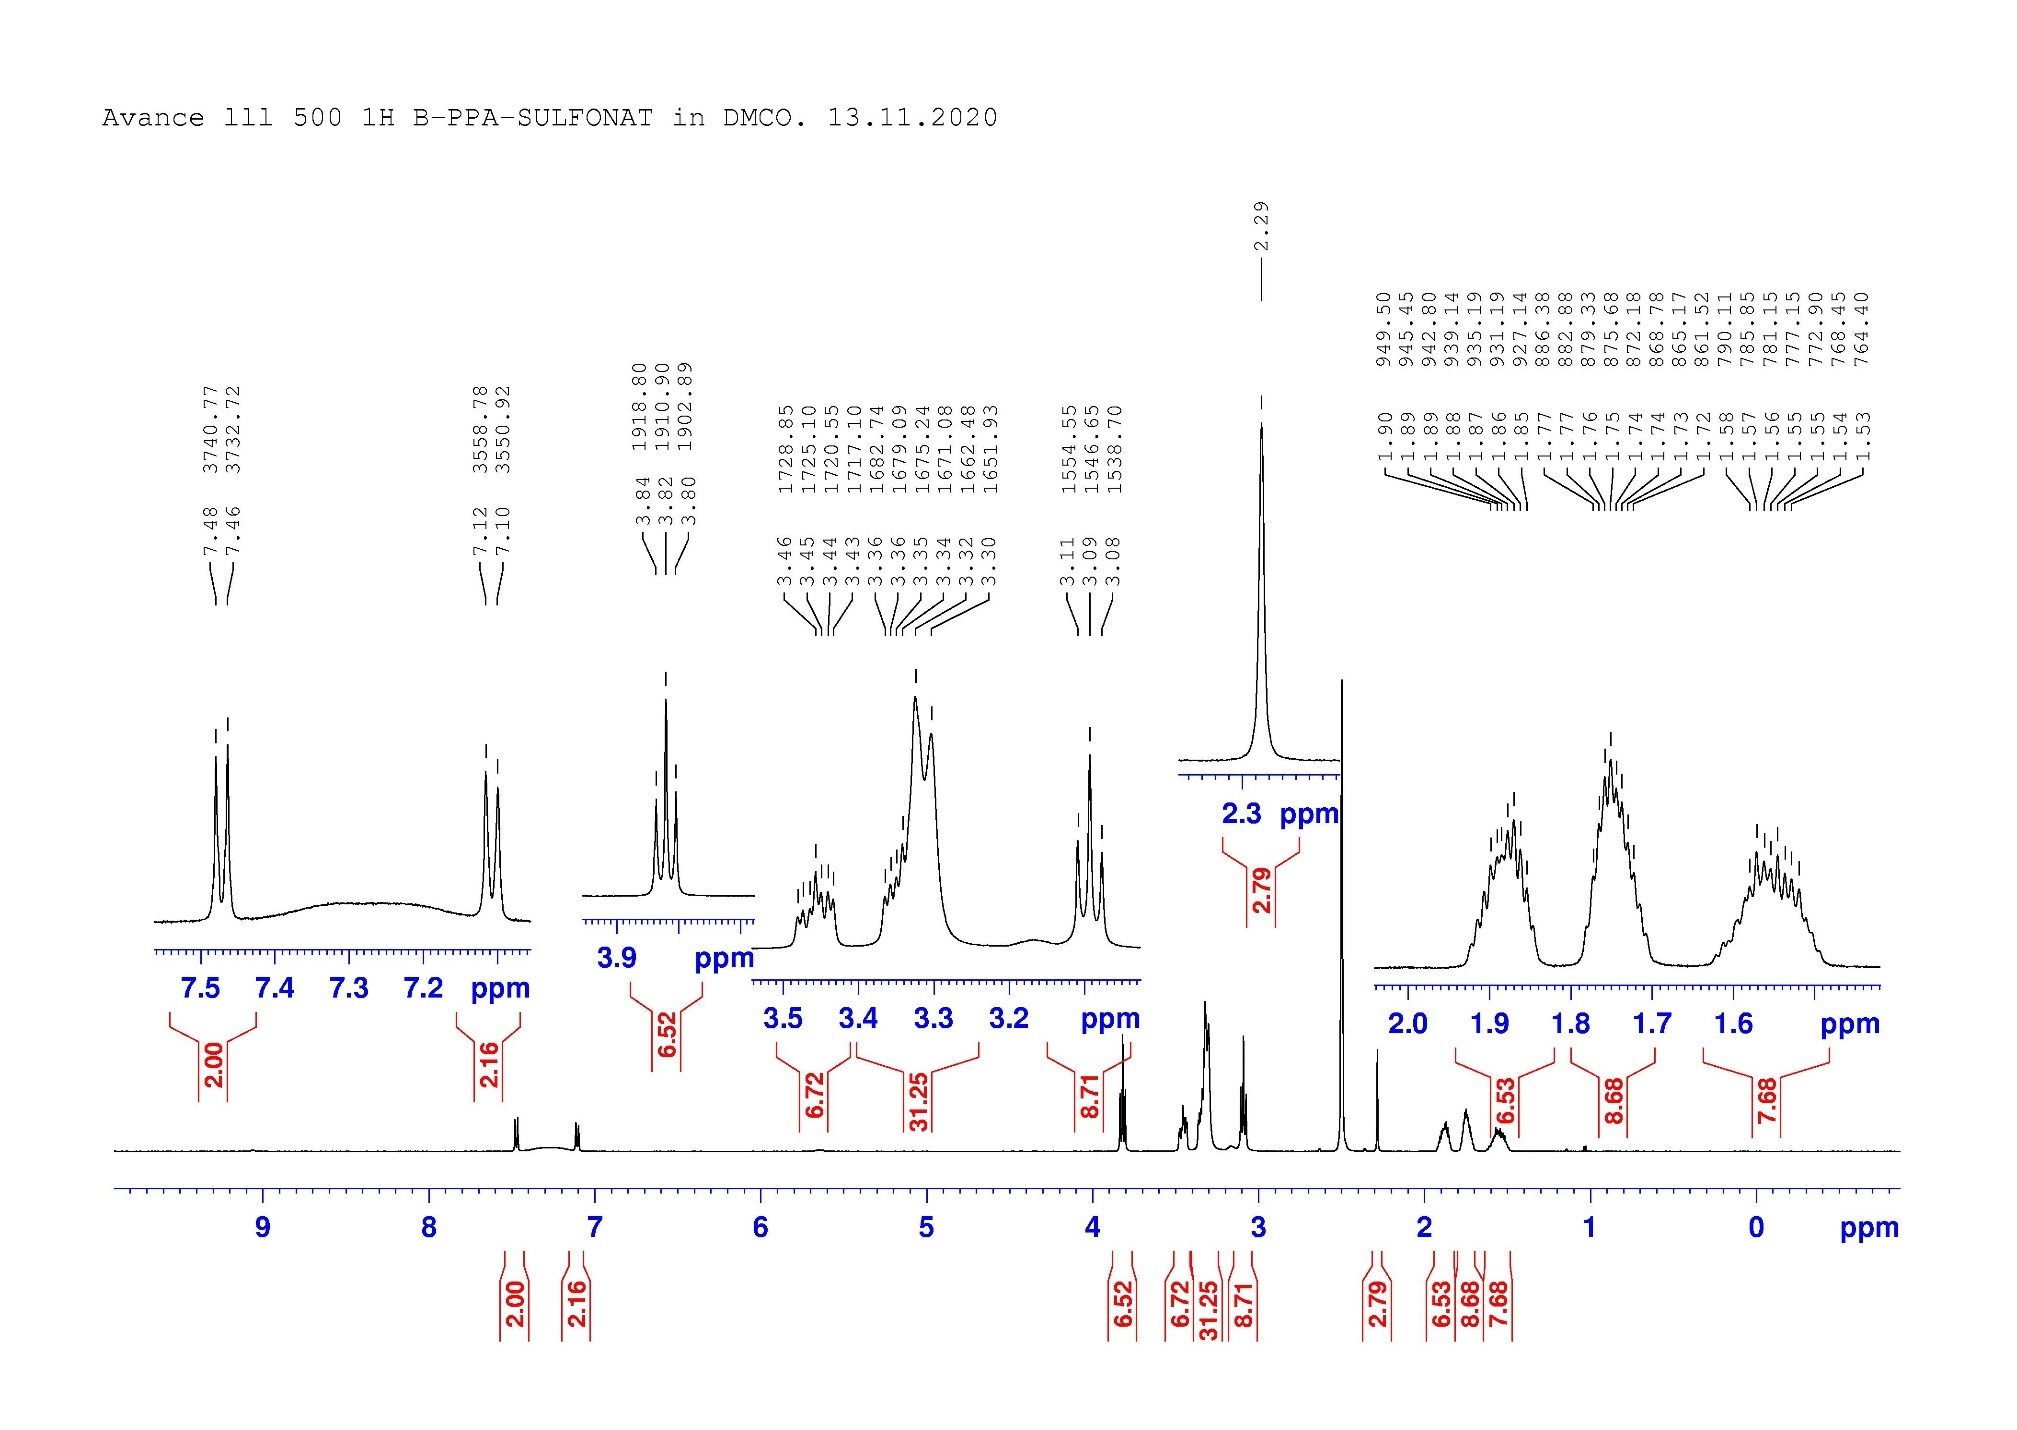 Avance lll 500 1H B-PPA-SULFONAT in DMCO. 13.11.2020
2.29
949.50 945.45 942.80 939.14 935.19 931.19 927.14 886.38 882.88 879.33 875.68 872.18 868.78 865.17 861.52 790.11 785.85 781.15 777.15 772.90 768.45 764.40
1.90 1.89 1.89 1.88 1.87 1.86 1.85 1.77 1.77 1.76 1.75 1.74 1.74 1.73 1.72 1.58 1.57 1.56 1.55 1.55 1.54 1.53
3740.77 3732.72
7.48 7.46
3558.78 3550.92
7.12 7.10
1918.80 1910.90 1902.89
3.84 3.82 3.80
1728.85 1725.10 1720.55 1717.10 1682.74 1679.09 1675.24 1671.08 1662.48 1651.93
3.46 3.45 3.44 3.43 3.36 3.36 3.35 3.34 3.32 3.30
1554.55 1546.65 1538.70
3.11 3.09 3.08
2.3 ppm
2.79
7.5 7.4 7.3 7.2 ppm
2.00 2.16
3.9 ppm
6.52
3.5 3.4 3.3 3.2 ppm
6.72 31.25 8.71
2.0 1.9 1.8 1.7 1.6 ppm
6.53 8.68 7.68
9 8 7 6 5 4 3 2 1 0 ppm
2.00 2.16 6.52 6.72 31.25 8.71 2.79 6.53 8.68 7.68